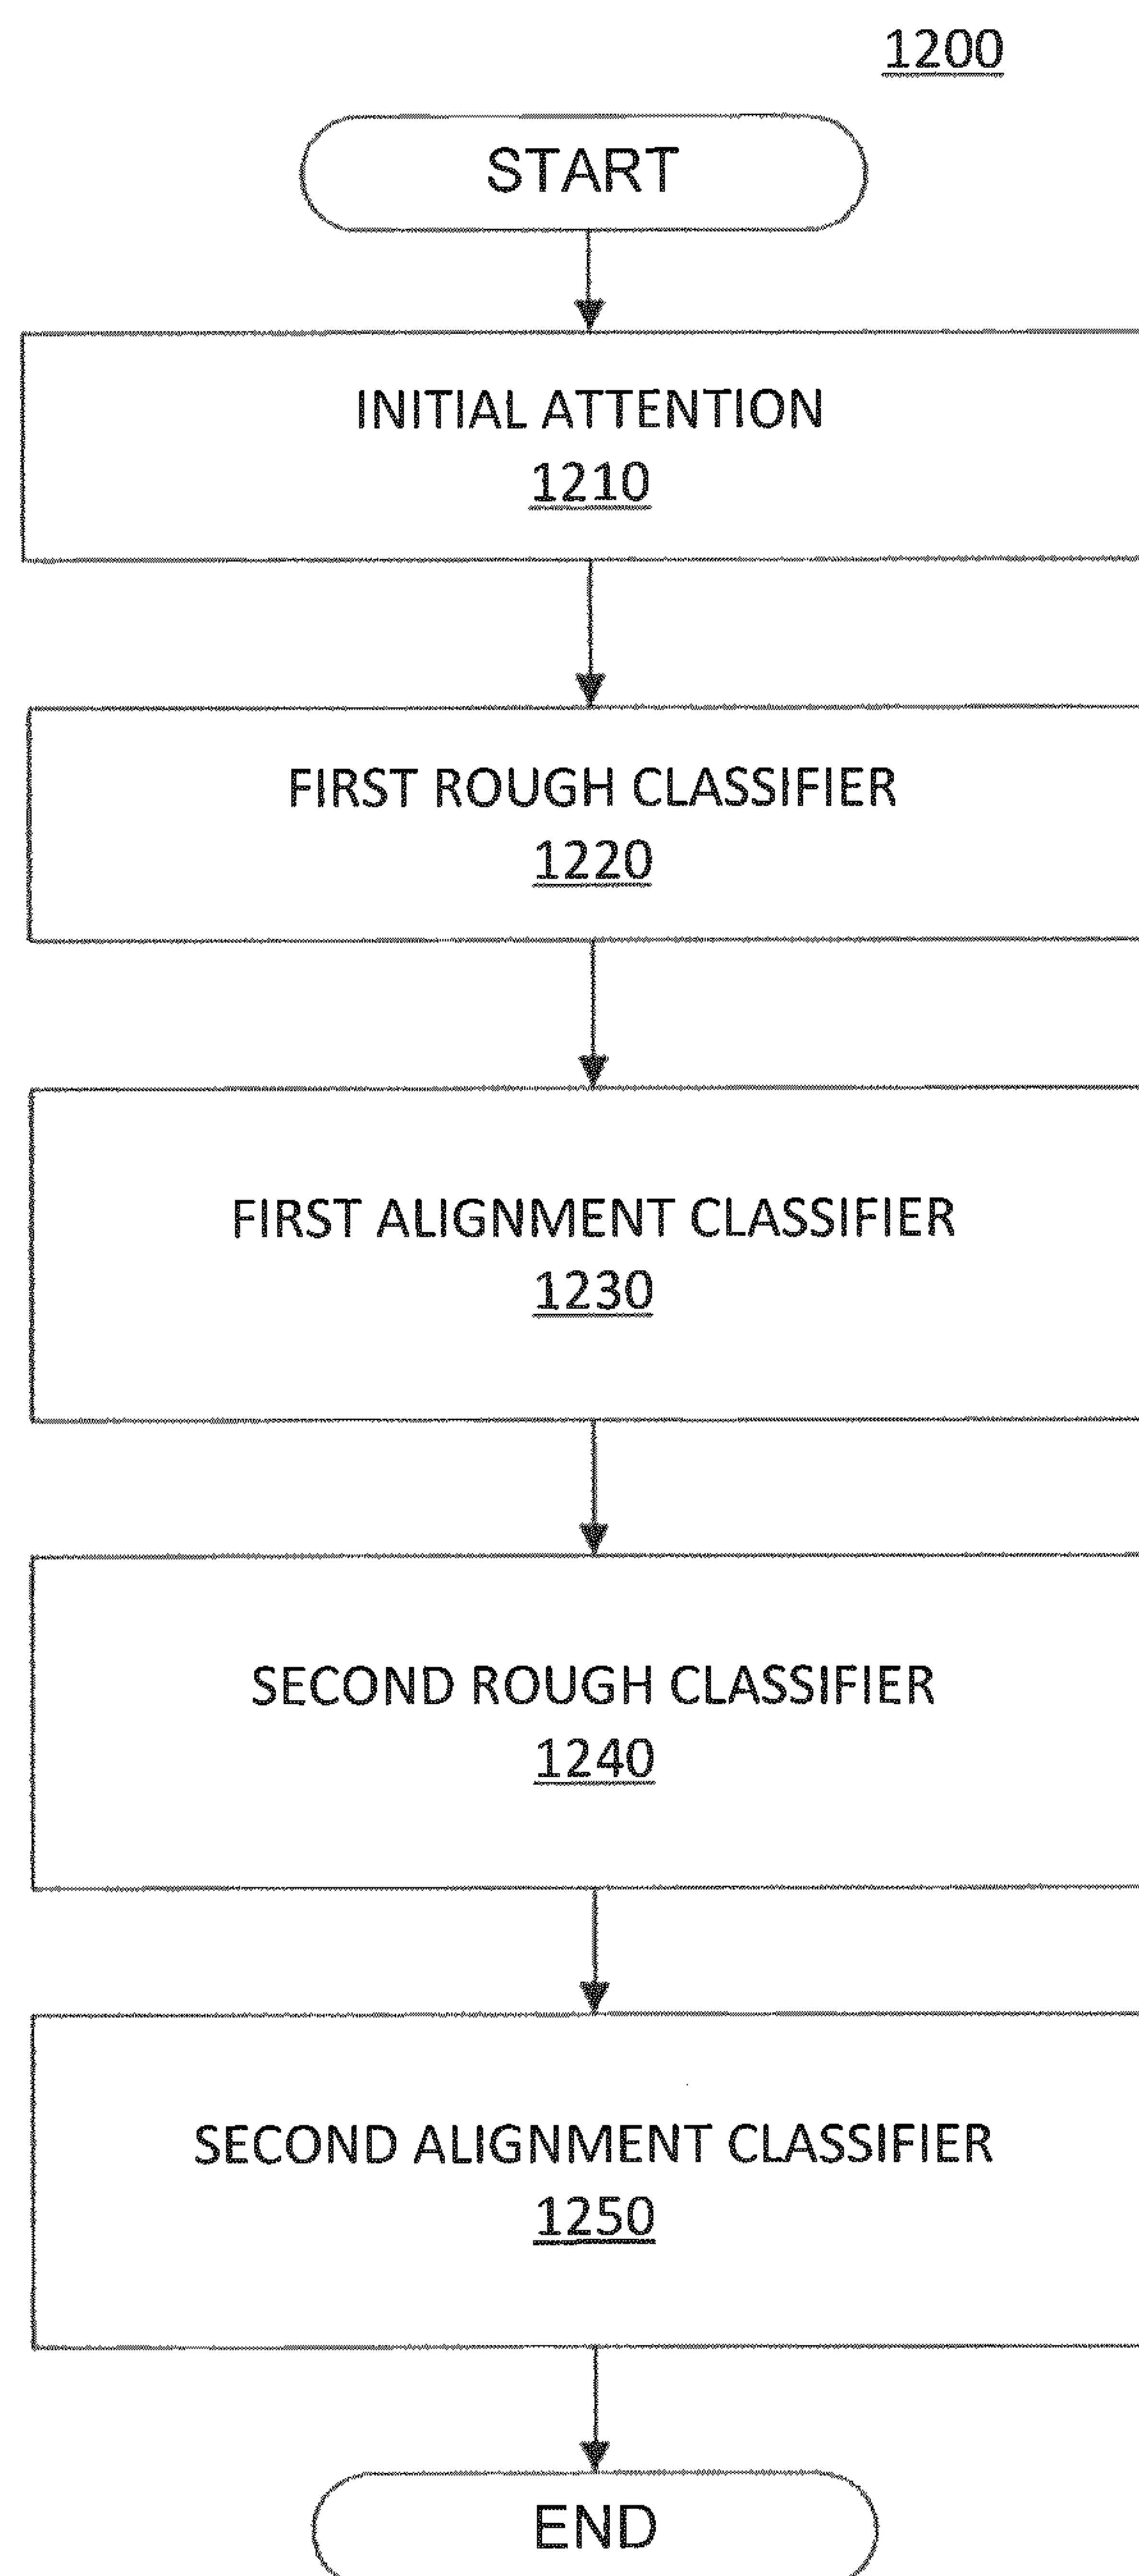 1200
START
INITIAL ATTENTION
1210
FIRST ROUGH CLASSIFIER
1220
FIRST ALIGNMENT CLASSIFIER
1230
SECOND ROUGH CLASSIFIER
1240
SECOND ALIGNMENT CLASSIFIER
1250
END